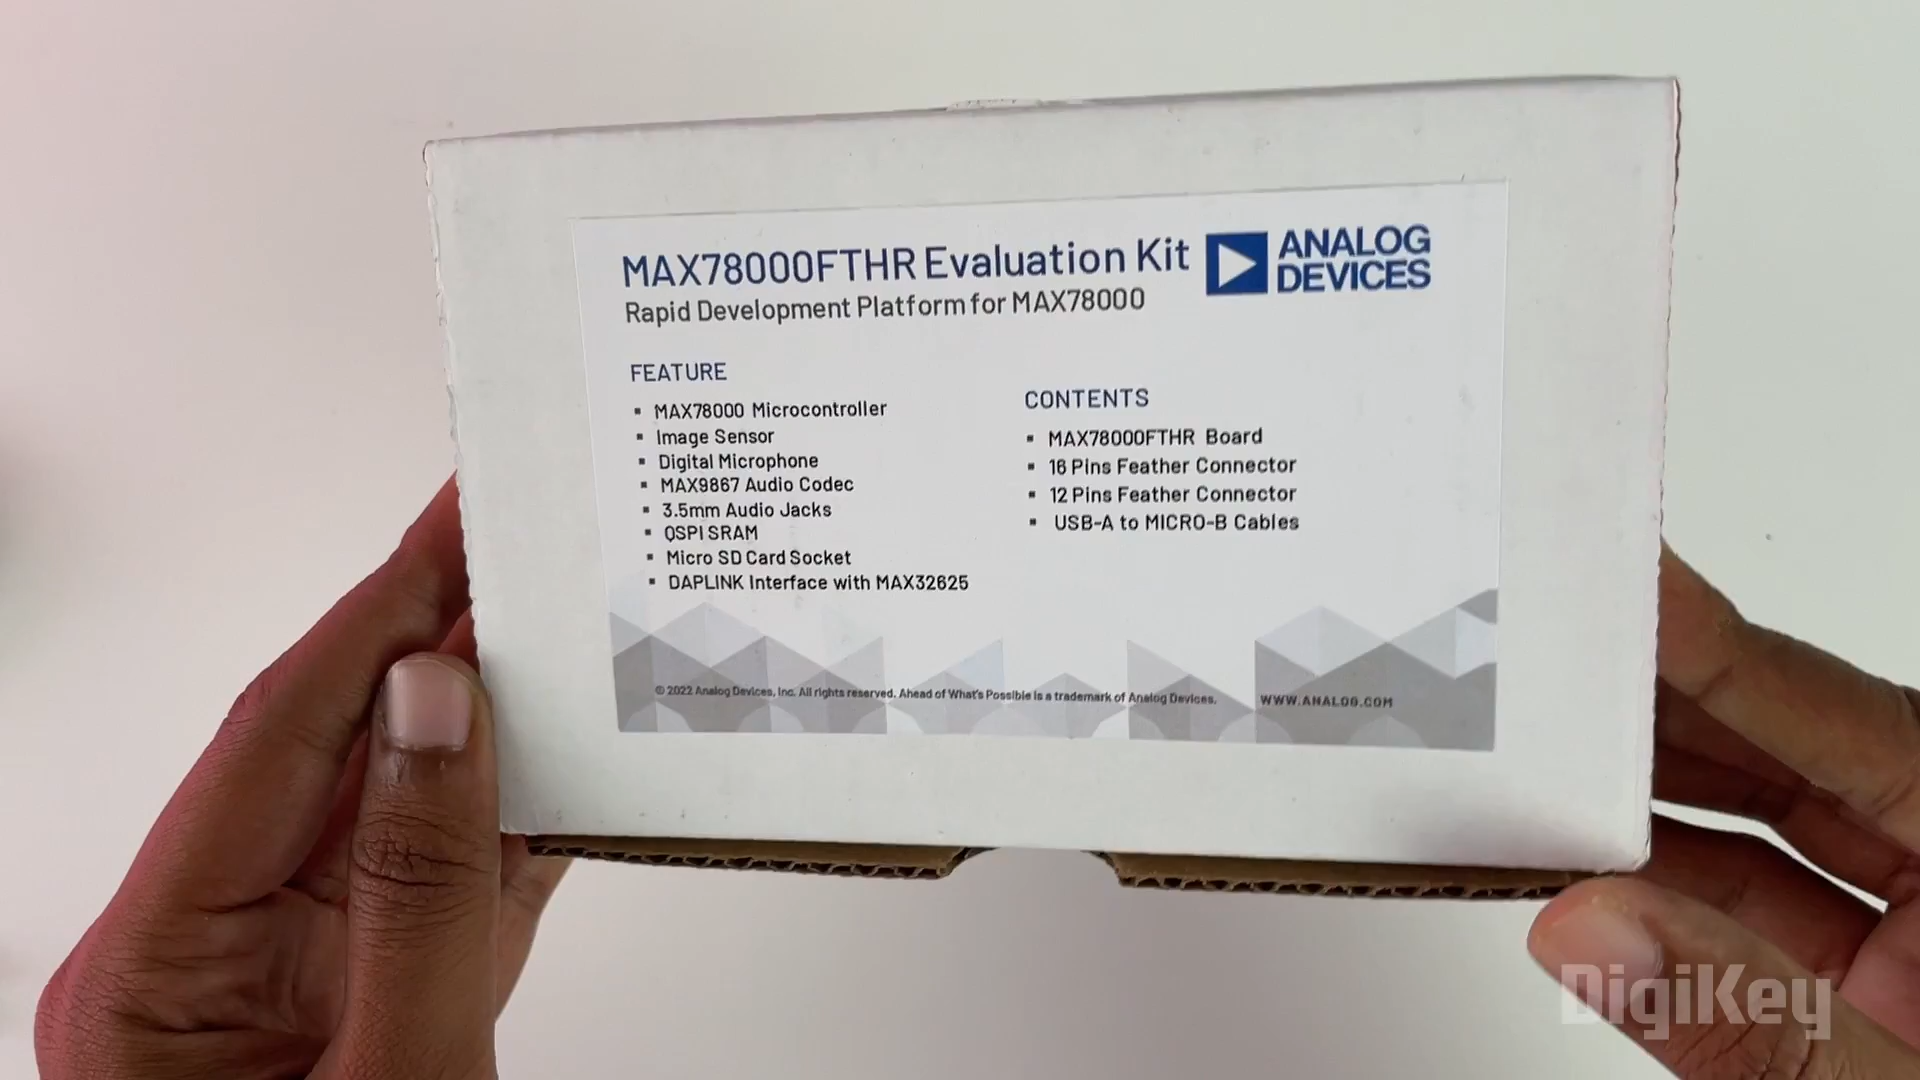 MAX78000FTHR Evaluation Kit
ANALOG
DEVICES
Rapid Development Platform for MAX78000
FEATURE
▪ MAX78000 Microcontroller
▪ Image Sensor
▪ Digital Microphone
▪ MAX9867 Audio Codec
▪ 3.5mm Audio Jacks
▪ QSPI SRAM
▪ Micro SD Card Socket
▪ DAPLINK Interface with MAX32625
CONTENTS
▪ MAX78000FTHR Board
▪ 16 Pins Feather Connector
▪ 12 Pins Feather Connector
▪ USB-A to MICRO-B Cables
© 2022 Analog Devices, Inc. All rights reserved. Ahead of What's Possible is a trademark of Analog Devices.
WWW.ANALOG.COM
DigiKey